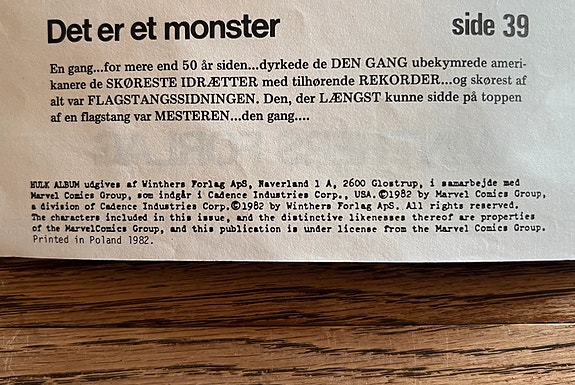 Det er et monster side 39
En gang...for mere end 50 år siden...dyrkede de DEN GANG ubekymrede ameri-
kanere de SKØRESTE IDRÆTTER med tilhørende REKORDER...og skørest af
alt var FLAGSTANGSSIDNINGEN. Den, der LÆNGST kunne sidde på toppen
af en flagstang var MESTEREN...den gang....
HULK ALBUM udgives af Winthers Forlag ApS, Naverland 1 A, 2600 Glostrup, i samarbejde med
Marvel Comics Group, som indgår i Cadence Industries Corp., USA.©1982 by Marvel Comics Group,
a division of Cadence Industries Corp.©1982 by Winthers Forlag ApS. All rights reserved.
The characters included in this issue, and the distinctive likenesses thereof are properties
of the MarvelComics Group, and this publication is under license from the Marvel Comics Group.
Printed in Poland 1982.